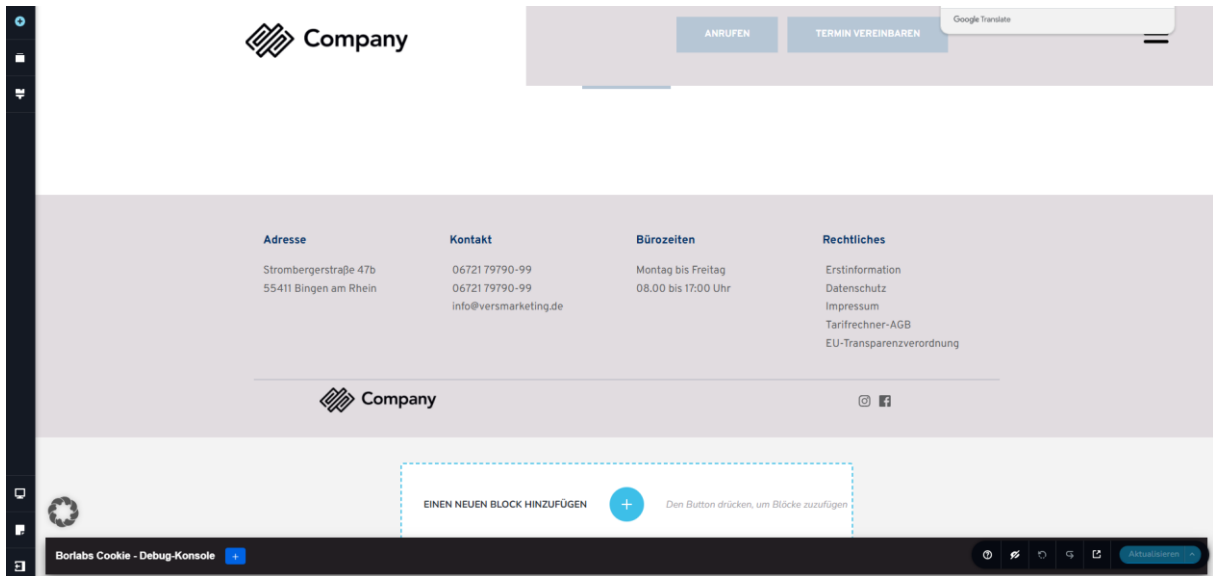 Google Translate
Company
ANRUFEN
TERMIN VEREINBAREN
Adresse
Strombergerstraße 47b
55411 Bingen am Rhein
Kontakt
06721 79790-99
06721 79790-99
info@versmarketing.de
Bürozeiten
Montag bis Freitag
08.00 bis 17:00 Uhr
Rechtliches
Erstinformation
Datenschutz
Impressum
Tarifrechner-AGB
EU-Transparenzverordnung
Company
EINEN NEUEN BLOCK HINZUFÜGEN
Den Button drücken, um Blöcke zuzufügen
Borlabs Cookie - Debug-Konsole
Aktualisieren